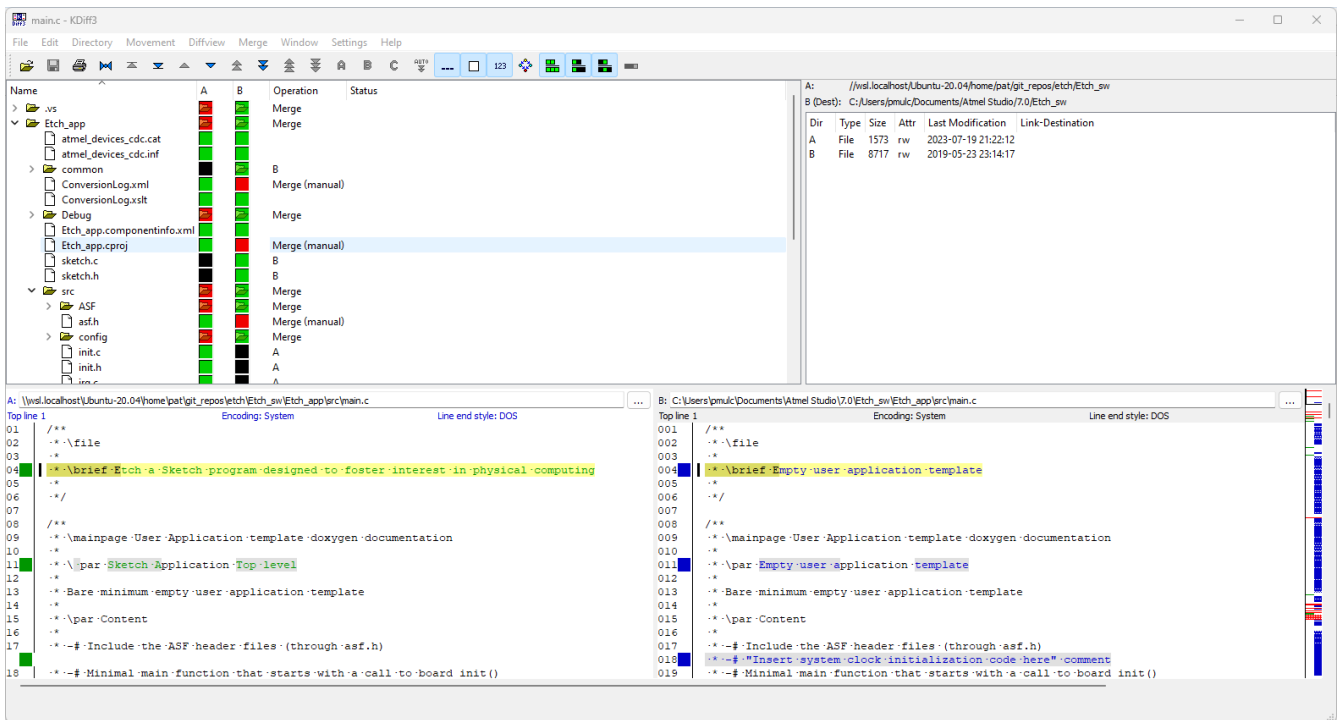 main.c - KDiff3
File Edit Directory Movement Diffview Merge Window Settings Help
A B C AUTO 123
Name A B Operation Status
.vs Merge
Etch_app Merge
atmel_devices_cdc.cat
atmel_devices_cdc.inf
common B
ConversionLog.xml Merge (manual)
ConversionLog.xslt
Debug Merge
Etch_app.componentinfo.xml
Etch_app.cproj Merge (manual)
sketch.c B
sketch.h B
src Merge
ASF Merge
asf.h Merge (manual)
config Merge
init.c A
init.h A
irq.c A
A: //wsl.localhost/Ubuntu-20.04/home/pat/git_repos/etch/Etch_sw
B (Dest): C:/Users/pmulc/Documents/Atmel Studio/7.0/Etch_sw
Dir Type Size Attr Last Modification Link-Destination
A File 1573 rw 2023-07-19 21:22:12
B File 8717 rw 2019-05-23 23:14:17
A: \\wsl.localhost\Ubuntu-20.04\home\pat\git_repos\etch\Etch_sw\Etch_app\src\main.c ...
Top line 1 Encoding: System Line end style: DOS
01 /**
02 ·*·\file
03 ·*
04 ·*·\brief·Etch·a·Sketch·program·designed·to·foster·interest·in·physical·computing
05 ·*
06 ·*/
07
08 /**
09 ·*·\mainpage·User·Application·template·doxygen·documentation
10 ·*
11 ·*·\·par·Sketch·Application·Top-level
12 ·*
13 ·*·Bare·minimum·empty·user·application·template
14 ·*
15 ·*·\par·Content
16 ·*
17 ·*·-#·Include·the·ASF·header·files·(through·asf.h)
18 ·*·-#·Minimal·main·function·that·starts·with·a·call·to·board_init()
B: C:\Users\pmulc\Documents\Atmel Studio\7.0\Etch_sw\Etch_app\src\main.c ...
Top line 1 Encoding: System Line end style: DOS
001 /**
002 ·*·\file
003 ·*
004 ·*·\brief·Empty·user·application·template
005 ·*
006 ·*/
007
008 /**
009 ·*·\mainpage·User·Application·template·doxygen·documentation
010 ·*
011 ·*·\par·Empty·user·application·template
012 ·*
013 ·*·Bare·minimum·empty·user·application·template
014 ·*
015 ·*·\par·Content
016 ·*
017 ·*·-#·Include·the·ASF·header·files·(through·asf.h)
018 ·*·-#·"Insert·system·clock·initialization·code·here"·comment
019 ·*·-#·Minimal·main·function·that·starts·with·a·call·to·board_init()